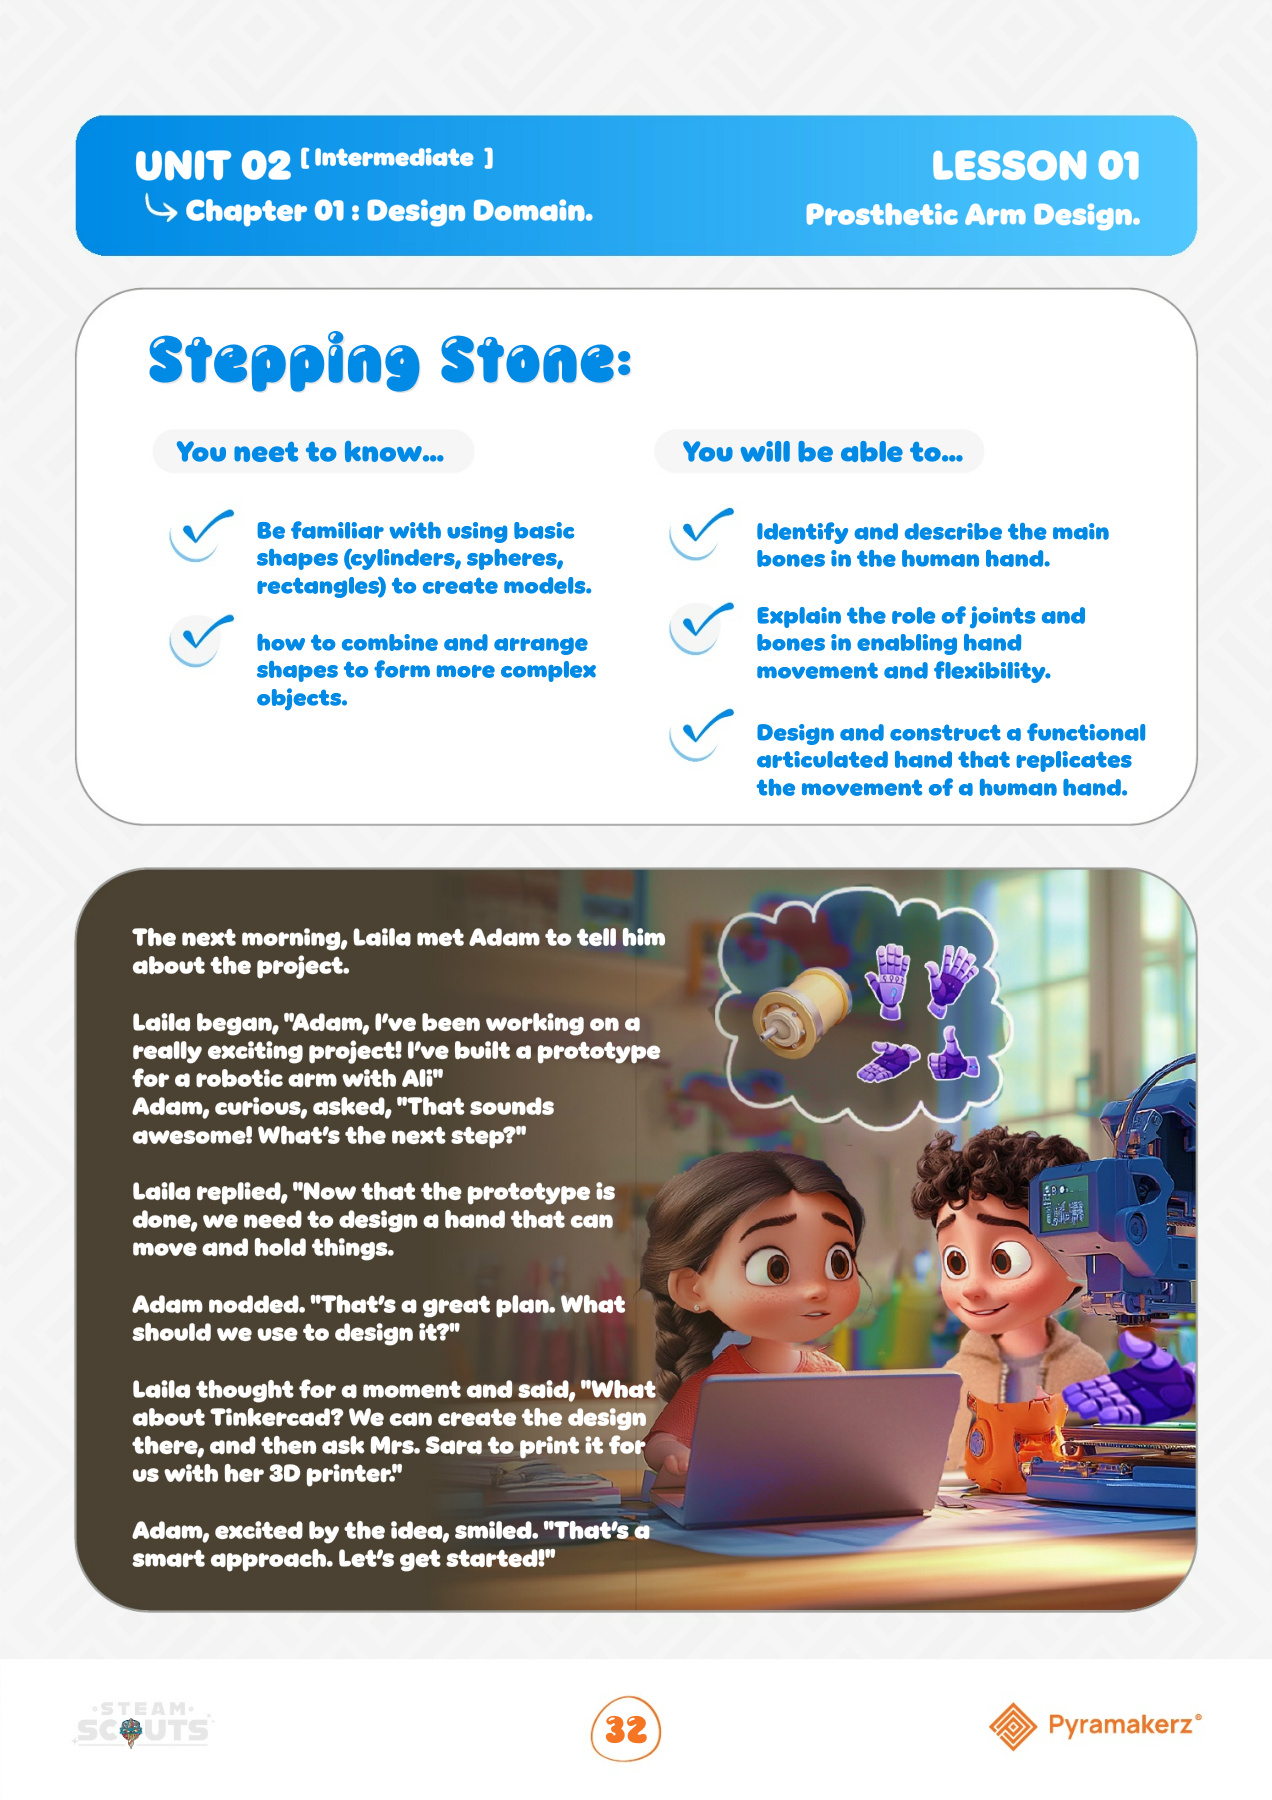 UNIT 02 [ Intermediate ]
Chapter 01 : Design Domain.
LESSON 01
Prosthetic Arm Design.
Stepping Stone:
You neet to know...
Be familiar with using basic
shapes (cylinders, spheres,
rectangles) to create models.
how to combine and arrange
shapes to form more complex
objects.
You will be able to...
Identify and describe the main
bones in the human hand.
Explain the role of joints and
bones in enabling hand
movement and flexibility.
Design and construct a functional
articulated hand that replicates
the movement of a human hand.
The next morning, Laila met Adam to tell him
about the project.
Laila began, "Adam, I've been working on a
really exciting project! I've built a prototype
for a robotic arm with Ali"
Adam, curious, asked, "That sounds
awesome! What's the next step?"
Laila replied, "Now that the prototype is
done, we need to design a hand that can
move and hold things.
Adam nodded. "That's a great plan. What
should we use to design it?"
Laila thought for a moment and said, "What
about Tinkercad? We can create the design
there, and then ask Mrs. Sara to print it for
us with her 3D printer."
Adam, excited by the idea, smiled. "That's a
smart approach. Let's get started!"
STEAM
SCOUTS
32
Pyramakerz®